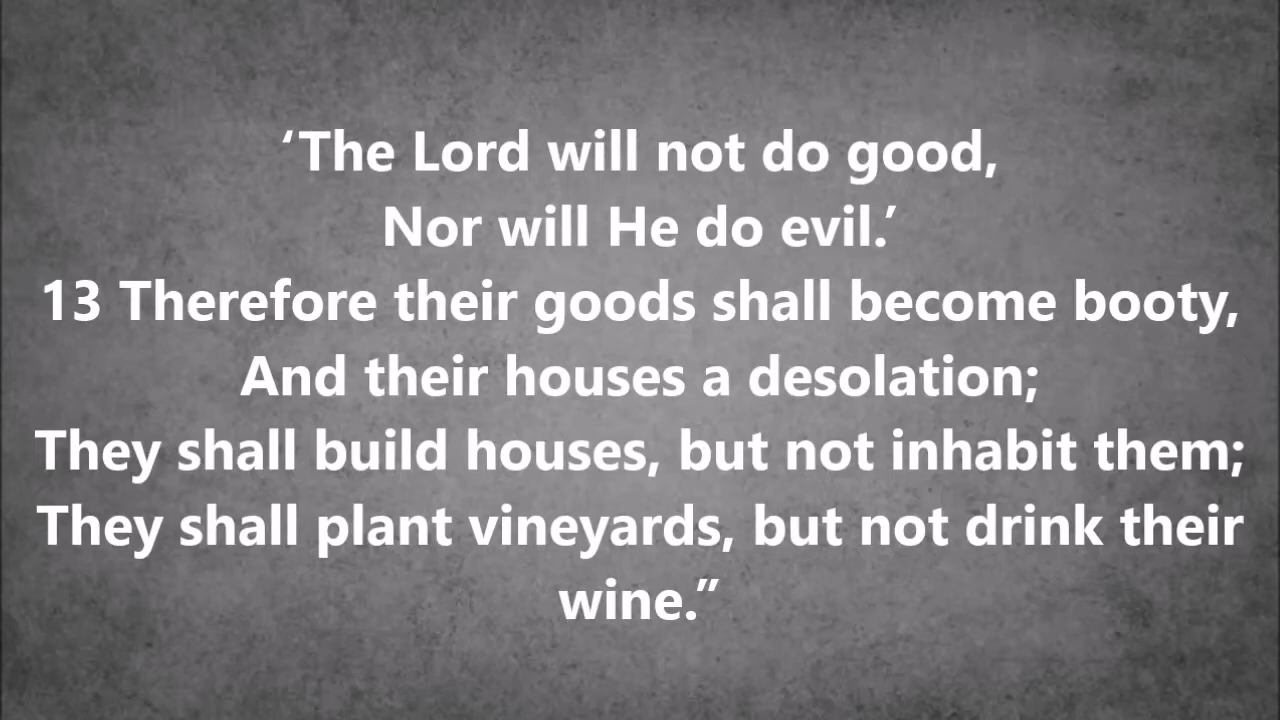 ‘The Lord will not do good,
Nor will He do evil.’
13 Therefore their goods shall become booty,
And their houses a desolation;
They shall build houses, but not inhabit them;
They shall plant vineyards, but not drink their
wine.”